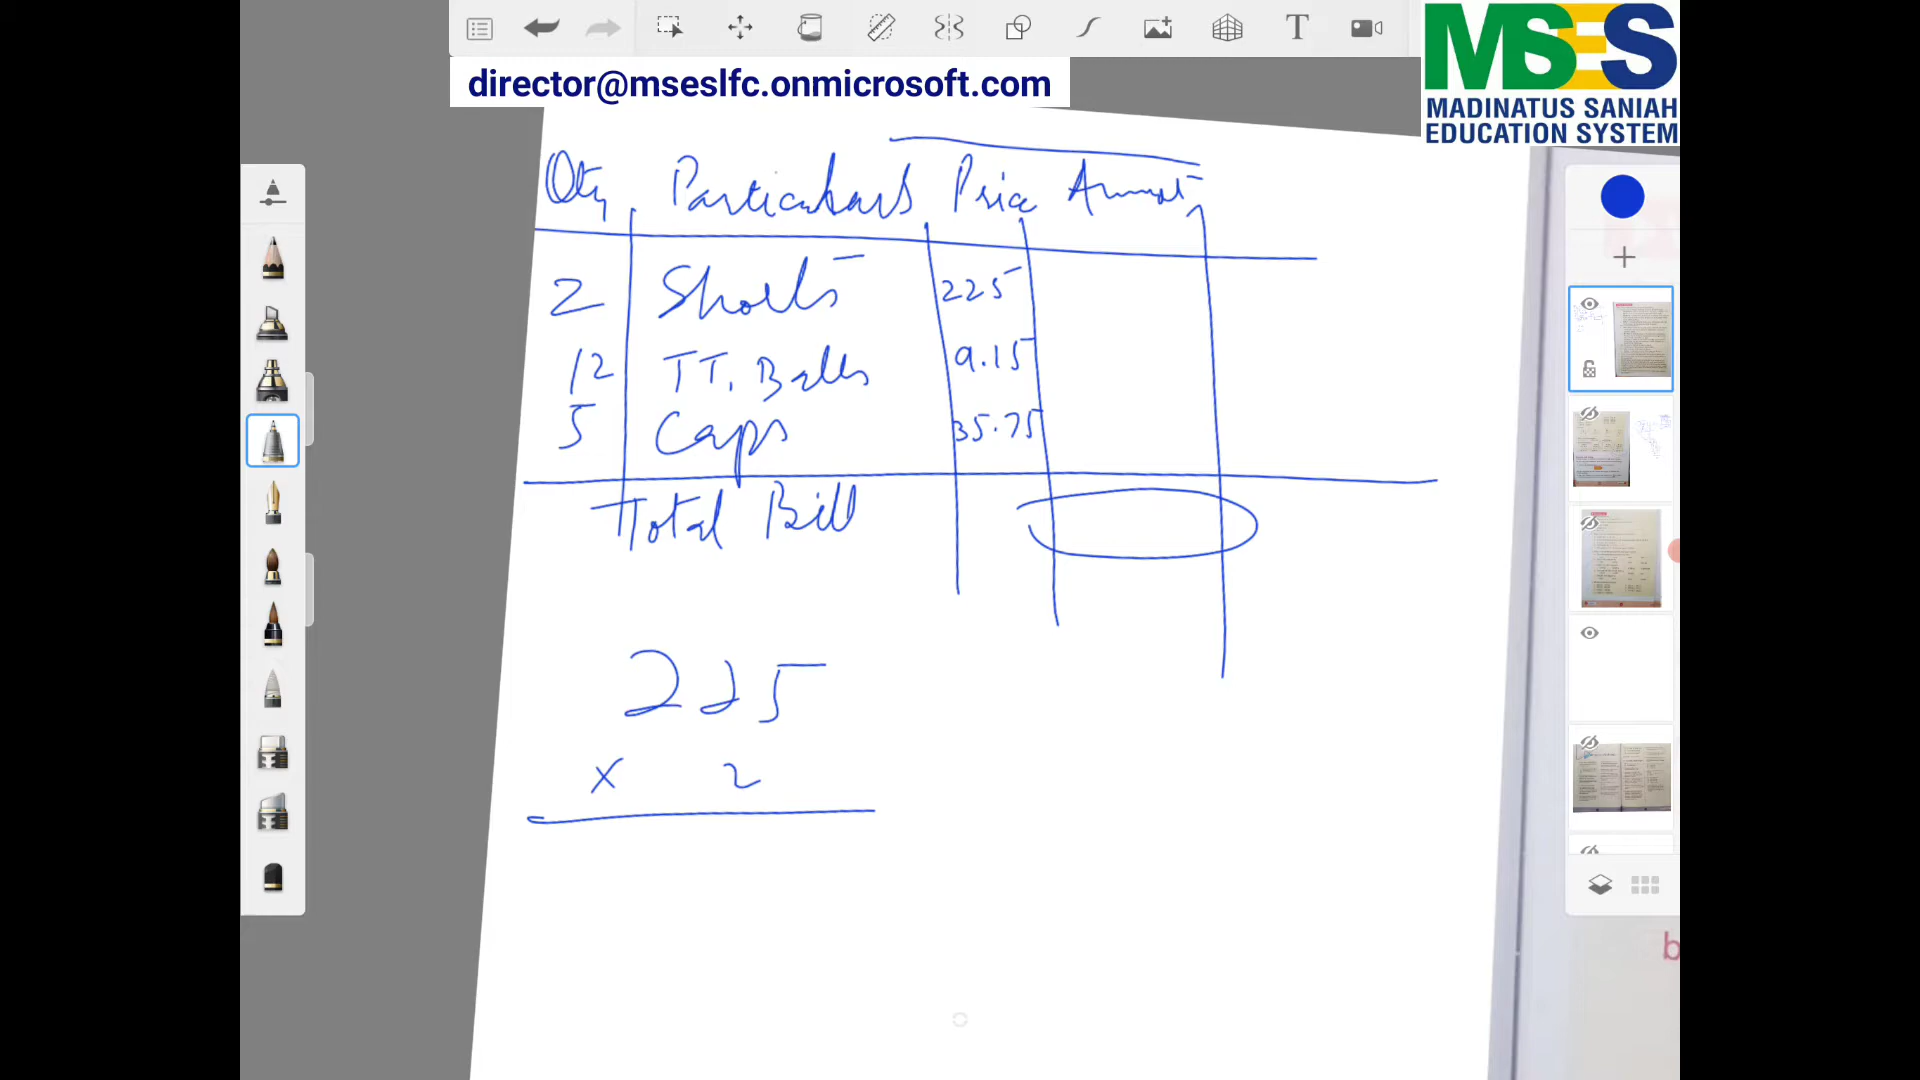 director@mseslfc.onmicrosoft.com
MSES
MADINATUS SANIAH
EDUCATION SYSTEM
Qty Particulars Price Amount
2 Shorts 225
12 TT. Balls 9.15
5 Caps 35.75
Total Bill
225
x 2
b